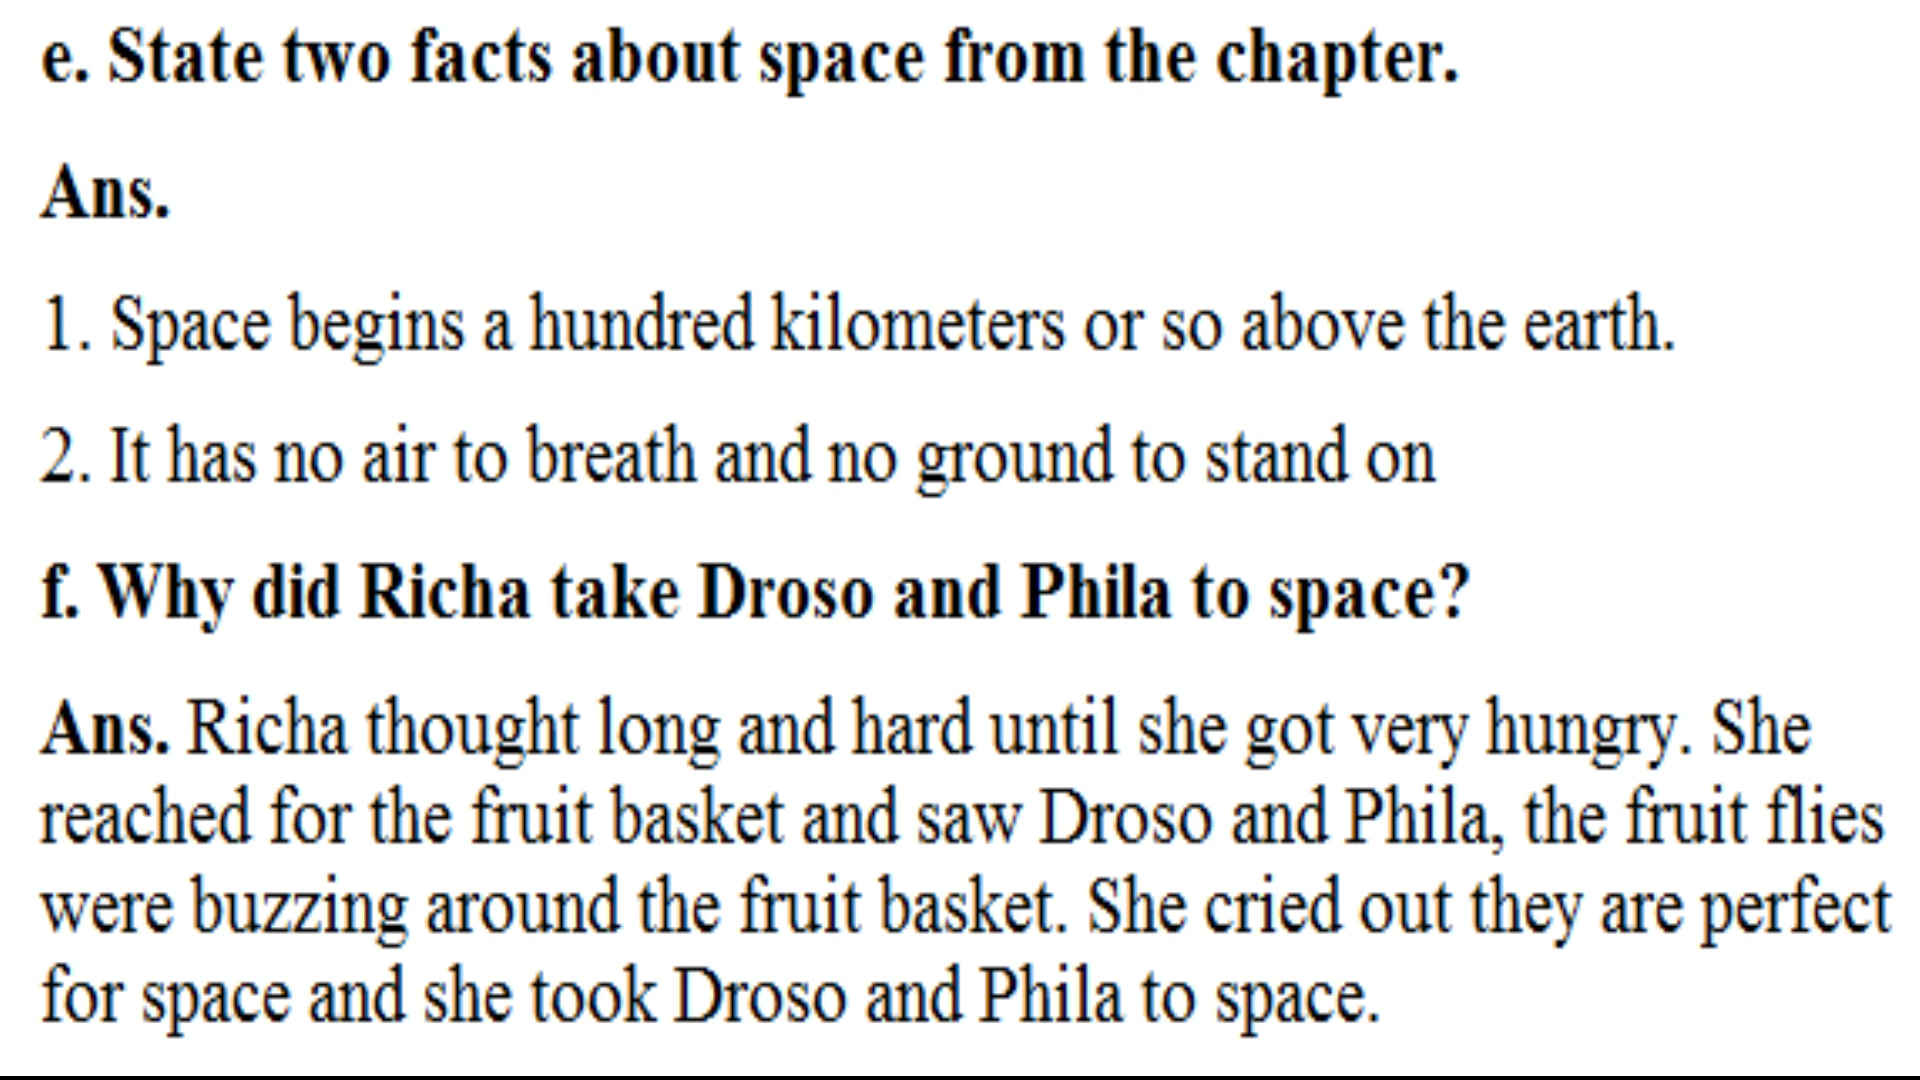 e. State two facts about space from the chapter.
Ans.
1. Space begins a hundred kilometers or so above the earth.
2. It has no air to breath and no ground to stand on
f. Why did Richa take Droso and Phila to space?
Ans. Richa thought long and hard until she got very hungry. She
reached for the fruit basket and saw Droso and Phila, the fruit flies
were buzzing around the fruit basket. She cried out they are perfect
for space and she took Droso and Phila to space.